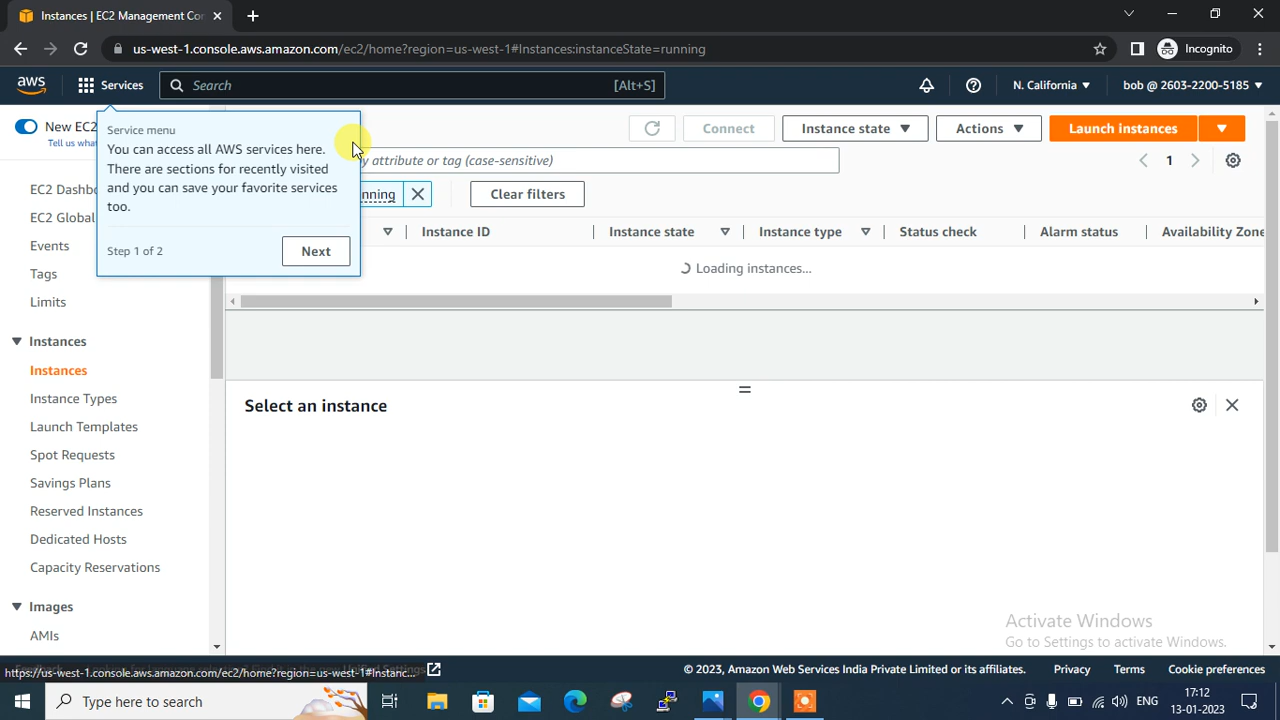 Instances | EC2 Management Co
us-west-1.console.aws.amazon.com/ec2/home?region=us-west-1#Instances:instanceState=running
Incognito
aws
Services
Search
[Alt+S]
N. California
bob @ 2603-2200-5185
New EC2
Tell us
Service menu
You can access all AWS services here.
There are sections for recently visited
and you can save your favorite services
too.
Step 1 of 2
Next
Connect
Instance state
Actions
Launch instances
attribute or tag (case-sensitive)
1
Clear filters
Instance ID
Instance state
Instance type
Status check
Alarm status
Availability Zone
Loading instances...
EC2
EC2 Global
Events
Tags
Limits
Instances
Instances
Instance Types
Launch Templates
Spot Requests
Savings Plans
Reserved Instances
Dedicated Hosts
Capacity Reservations
Images
AMIs
Select an instance
Activate Windows
Go to Settings to activate Windows.
https://us-west-1.console.aws.amazon.com/ec2/home?region=us-west-1#Instanc...
© 2023, Amazon Web Services India Private Limited or its affiliates.
Privacy
Terms
Cookie preferences
Type here to search
ENG
17:12
13-01-2023